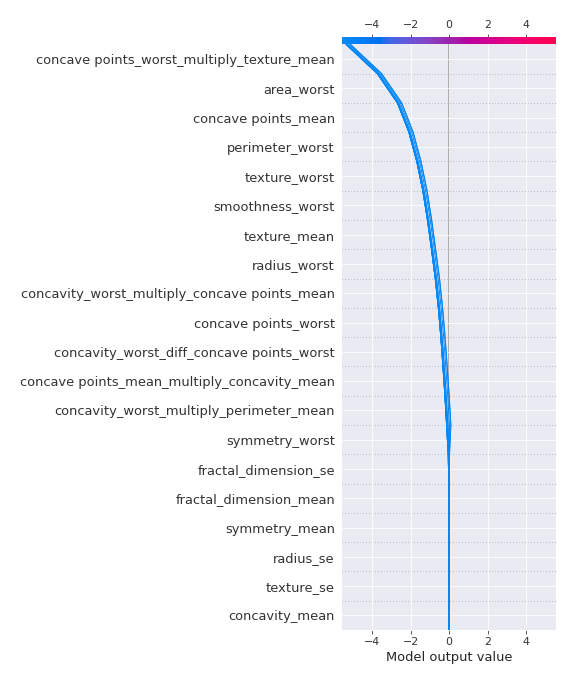 −4 −2 0 2 4
concave points_worst_multiply_texture_mean
area_worst
concave points_mean
perimeter_worst
texture_worst
smoothness_worst
texture_mean
radius_worst
concavity_worst_multiply_concave points_mean
concave points_worst
concavity_worst_diff_concave points_worst
concave points_mean_multiply_concavity_mean
concavity_worst_multiply_perimeter_mean
symmetry_worst
fractal_dimension_se
fractal_dimension_mean
symmetry_mean
radius_se
texture_se
concavity_mean
−4 −2 0 2 4
Model output value